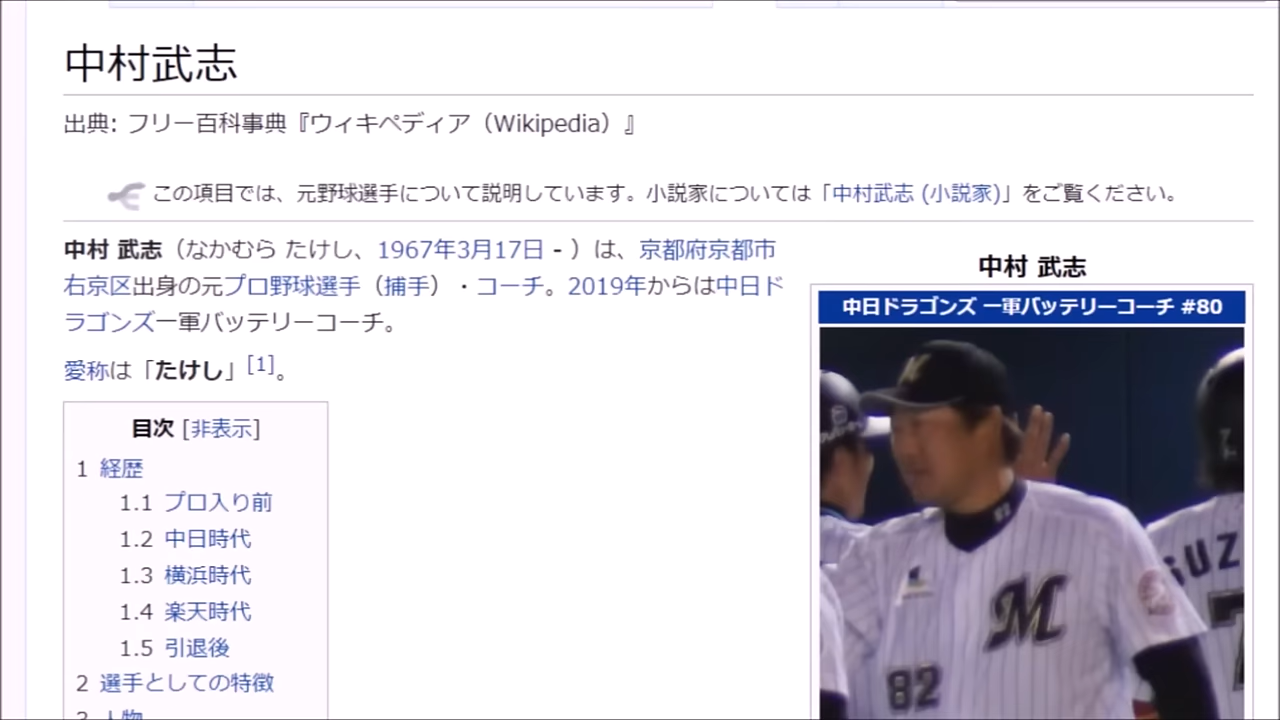 中村武志
出典: フリー百科事典『ウィキペディア（Wikipedia）』
この項目では、元野球選手について説明しています。小説家については「中村武志 (小説家)」をご覧ください。
中村 武志（なかむら たけし、1967年3月17日 - ）は、京都府京都市
右京区出身の元プロ野球選手（捕手）・コーチ。2019年からは中日ド
ラゴンズ一軍バッテリーコーチ。
愛称は「たけし」[1]。
目次 [非表示]
1 経歴
1.1 プロ入り前
1.2 中日時代
1.3 横浜時代
1.4 楽天時代
1.5 引退後
2 選手としての特徴
3 人物
中村 武志
中日ドラゴンズ 一軍バッテリーコーチ #80
M
M
82
SUZ
7